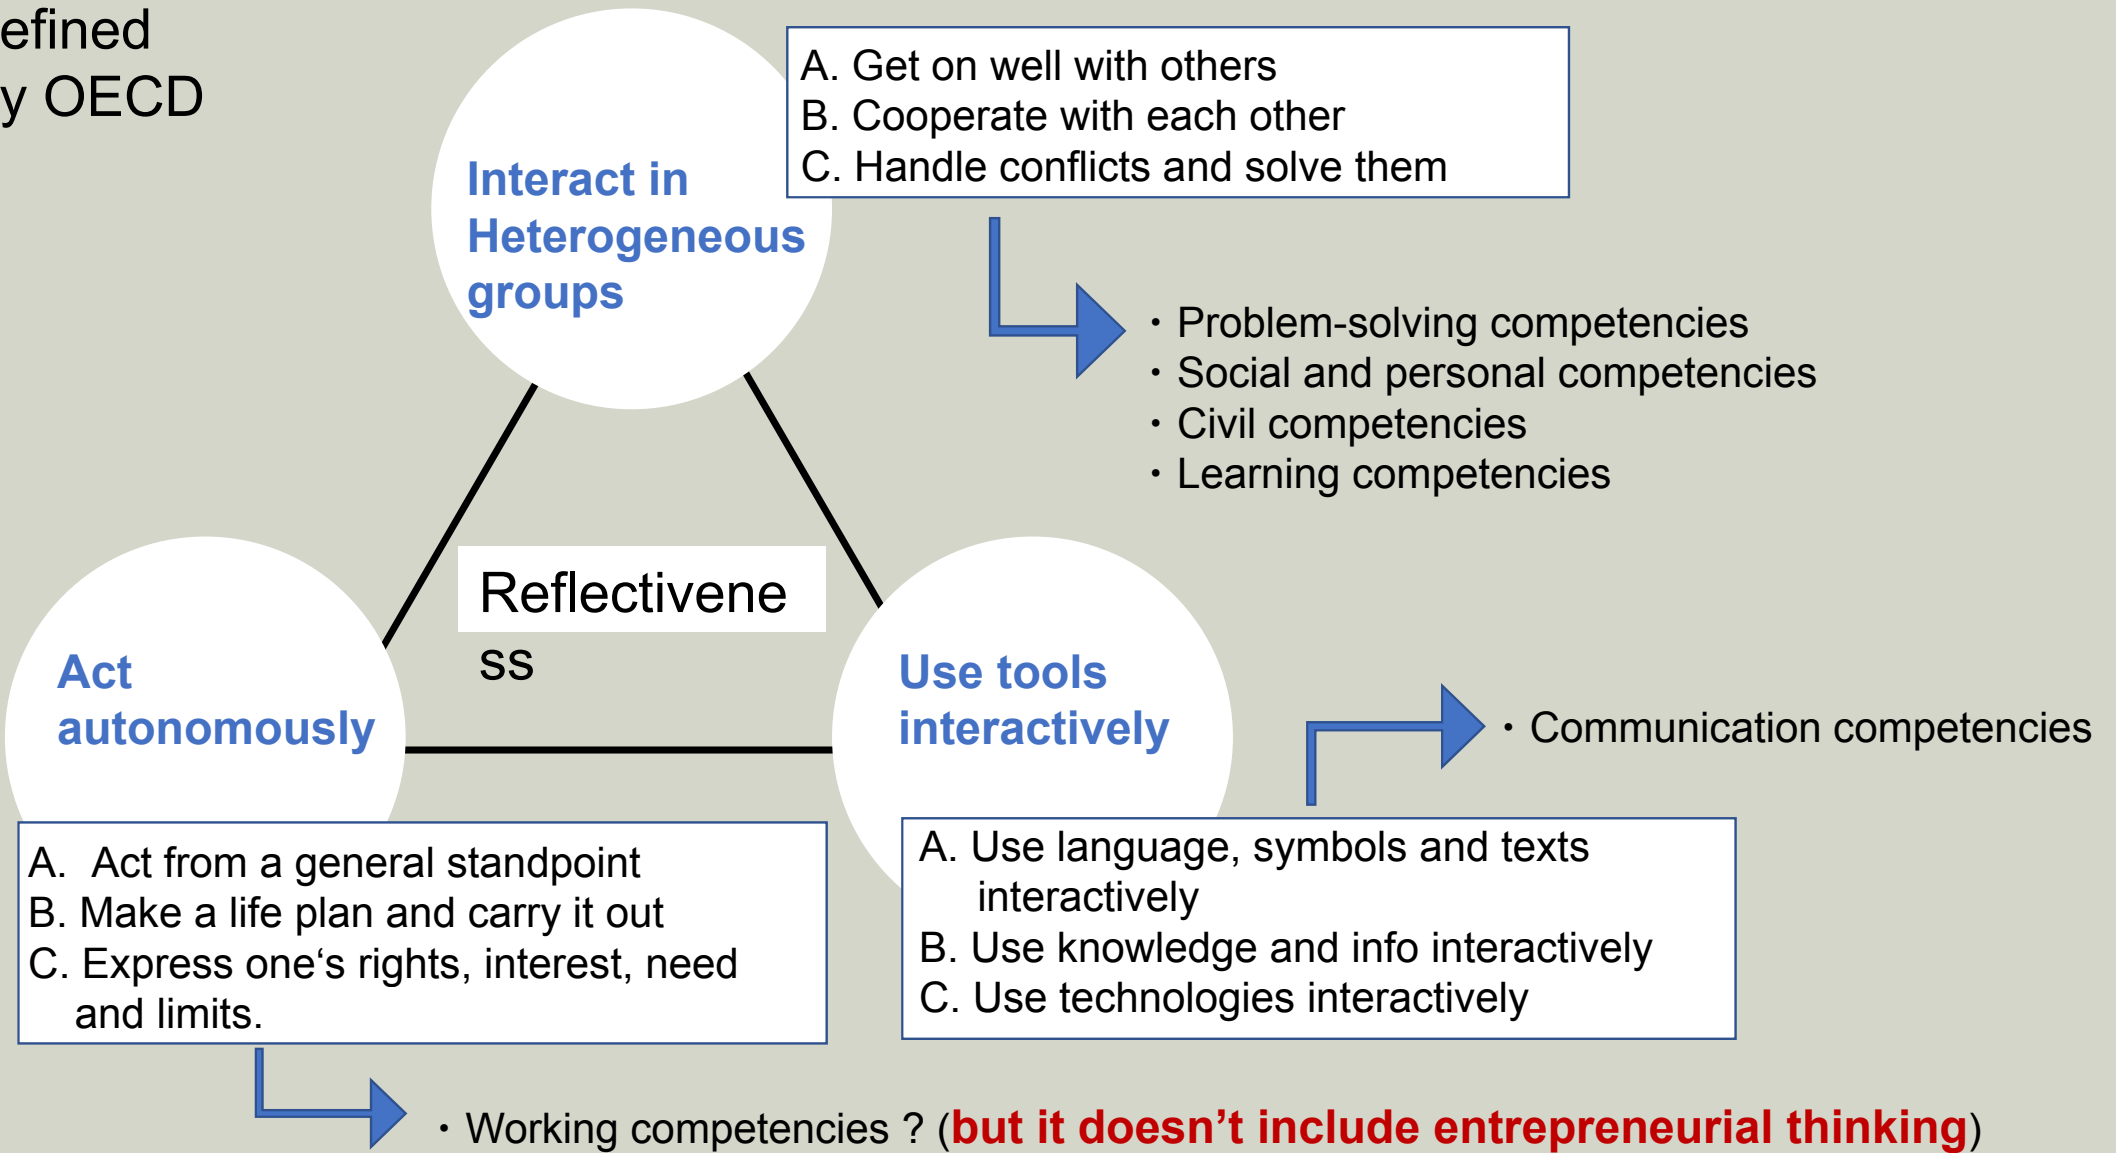 efined
y OECD
A. Get on well with others
B. Cooperate with each other
C. Handle conflicts and solve them
Interact in
Heterogeneous
groups
・Problem-solving competencies
・Social and personal competencies
・Civil competencies
・Learning competencies
Reflectivene
ss
Act
autonomously
Use tools
interactively
・Communication competencies
A. Act from a general standpoint
B. Make a life plan and carry it out
C. Express one‘s rights, interest, need
and limits.
A. Use language, symbols and texts
interactively
B. Use knowledge and info interactively
C. Use technologies interactively
・Working competencies ? (but it doesn’t include entrepreneurial thinking)